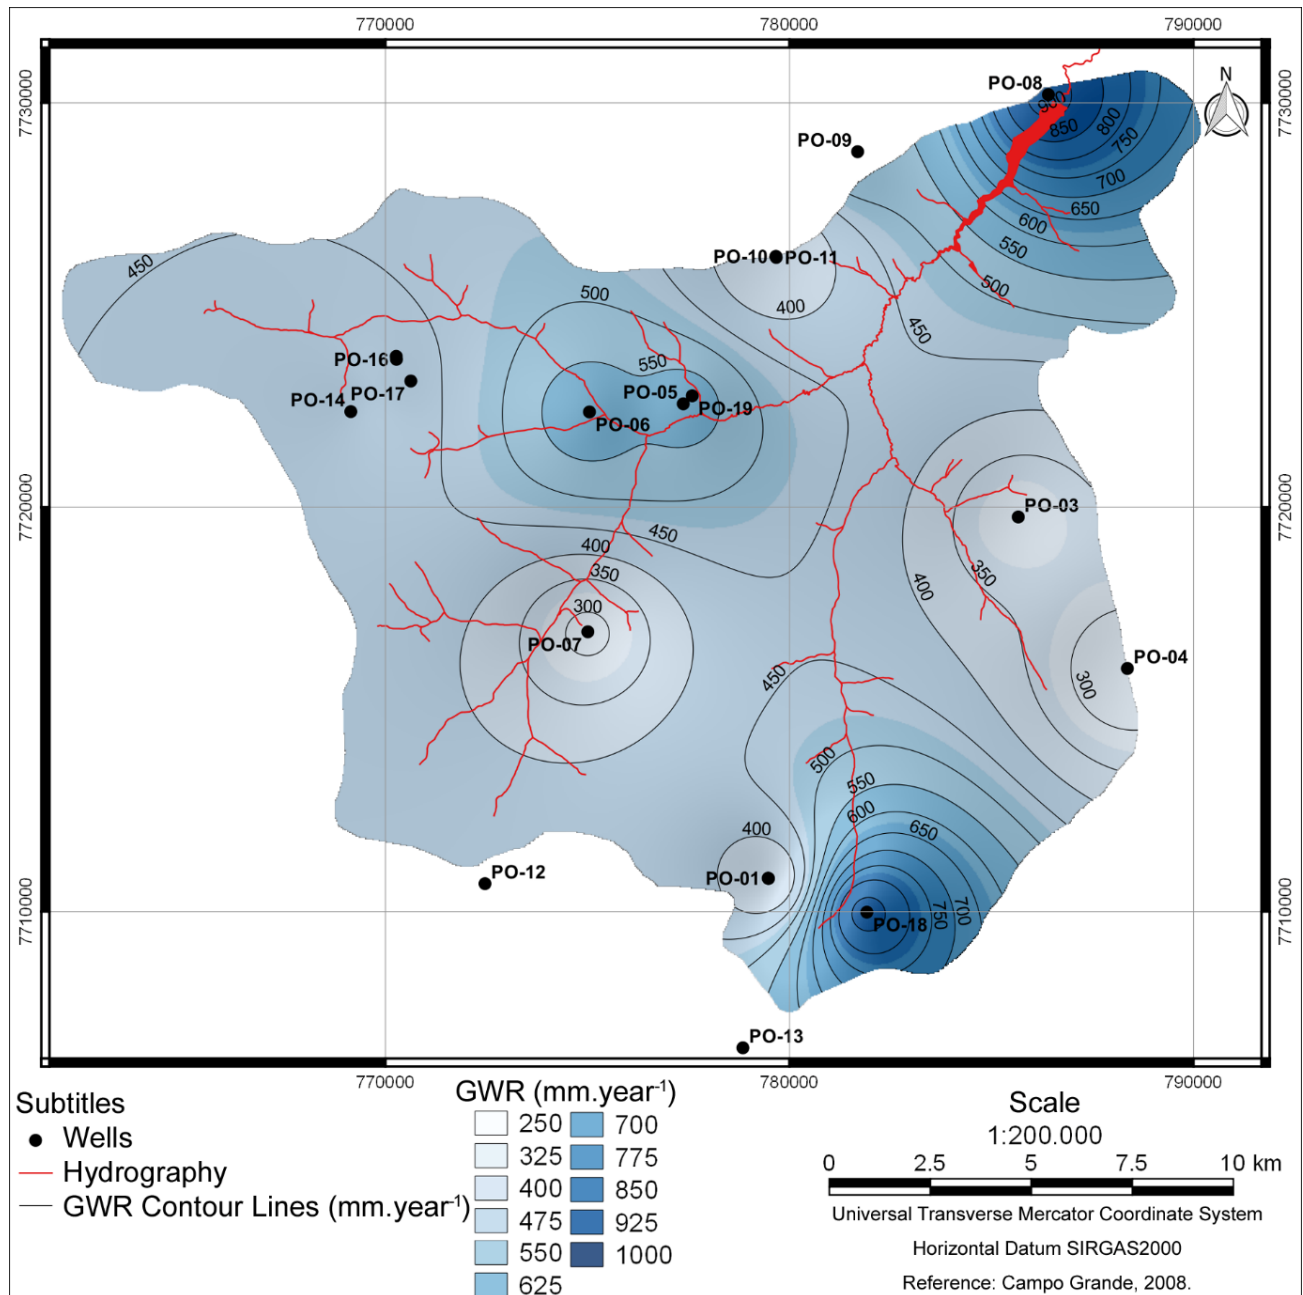 770000
780000
790000
7730000
7730000
N
PO-08
900
850
800
750
700
650
600
550
500
PO-09
PO-10
PO-11
400
450
450
500
550
PO-16
PO-17
PO-14
PO-05
PO-19
PO-06
7720000
7720000
PO-03
450
400
350
300
PO-07
350
400
PO-04
300
450
500
550
600
650
400
PO-01
PO-12
750
700
PO-18
7710000
7710000
PO-13
770000
780000
790000
Subtitles
Wells
Hydrography
GWR Contour Lines (mm.year-1)
GWR (mm.year-1)
250
325
400
475
550
625
700
775
850
925
1000
Scale
1:200.000
0 2.5 5 7.5 10 km
Universal Transverse Mercator Coordinate System
Horizontal Datum SIRGAS2000
Reference: Campo Grande, 2008.